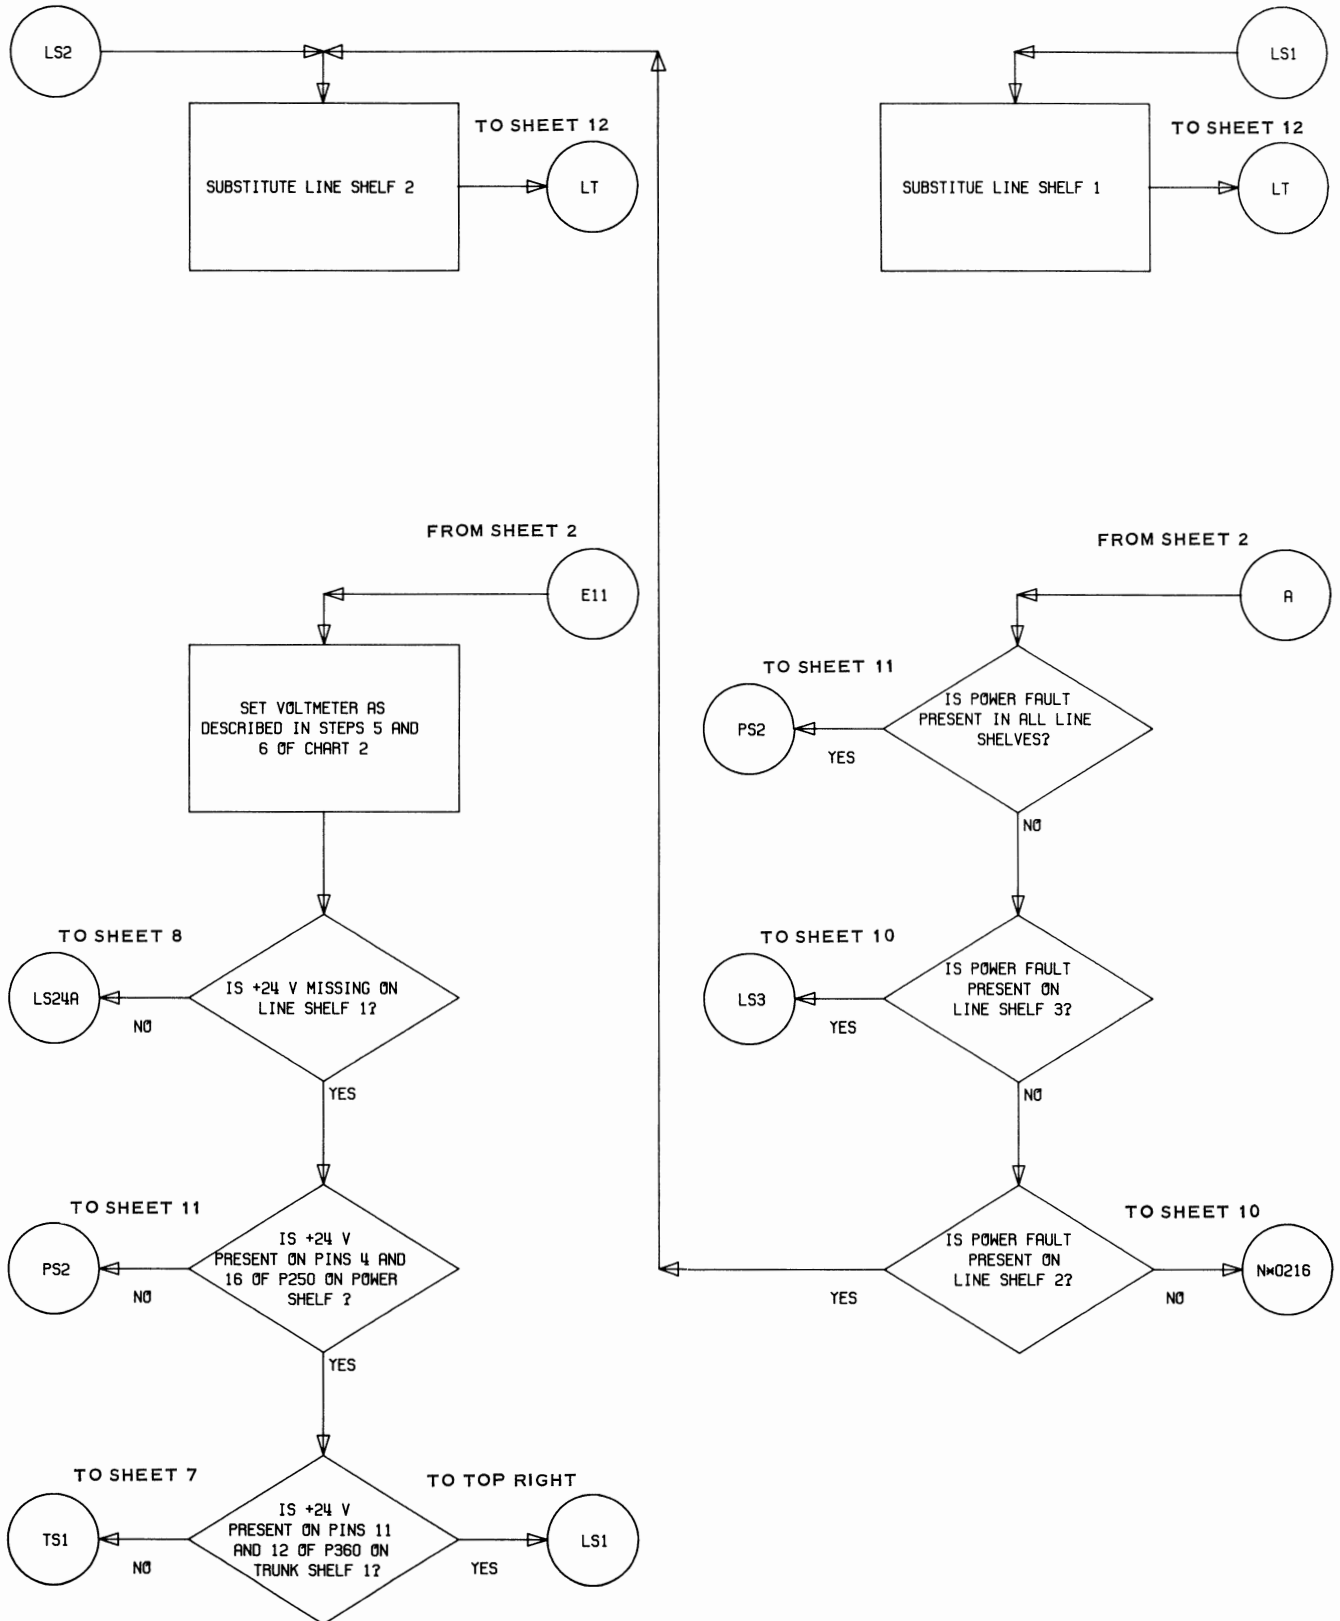 LS2
LS1
TO SHEET 12
TO SHEET 12
SUBSTITUTE LINE SHELF 2
LT
SUBSTITUE LINE SHELF 1
LT
FROM SHEET 2
E11
SET VOLTMETER AS
DESCRIBED IN STEPS 5 AND
6 OF CHART 2
TO SHEET 8
LS24A
NO
IS +24 V MISSING ON
LINE SHELF 1?
YES
TO SHEET 11
PS2
NO
IS +24 V
PRESENT ON PINS 4 AND
16 OF P250 ON POWER
SHELF ?
YES
TO SHEET 7
TS1
NO
IS +24 V
PRESENT ON PINS 11
AND 12 OF P360 ON
TRUNK SHELF 1?
TO TOP RIGHT
YES
LS1
FROM SHEET 2
A
TO SHEET 11
PS2
YES
IS POWER FAULT
PRESENT IN ALL LINE
SHELVES?
NO
TO SHEET 10
LS3
YES
IS POWER FAULT
PRESENT ON
LINE SHELF 3?
NO
IS POWER FAULT
PRESENT ON
LINE SHELF 2?
YES
TO SHEET 10
NO
N*0216